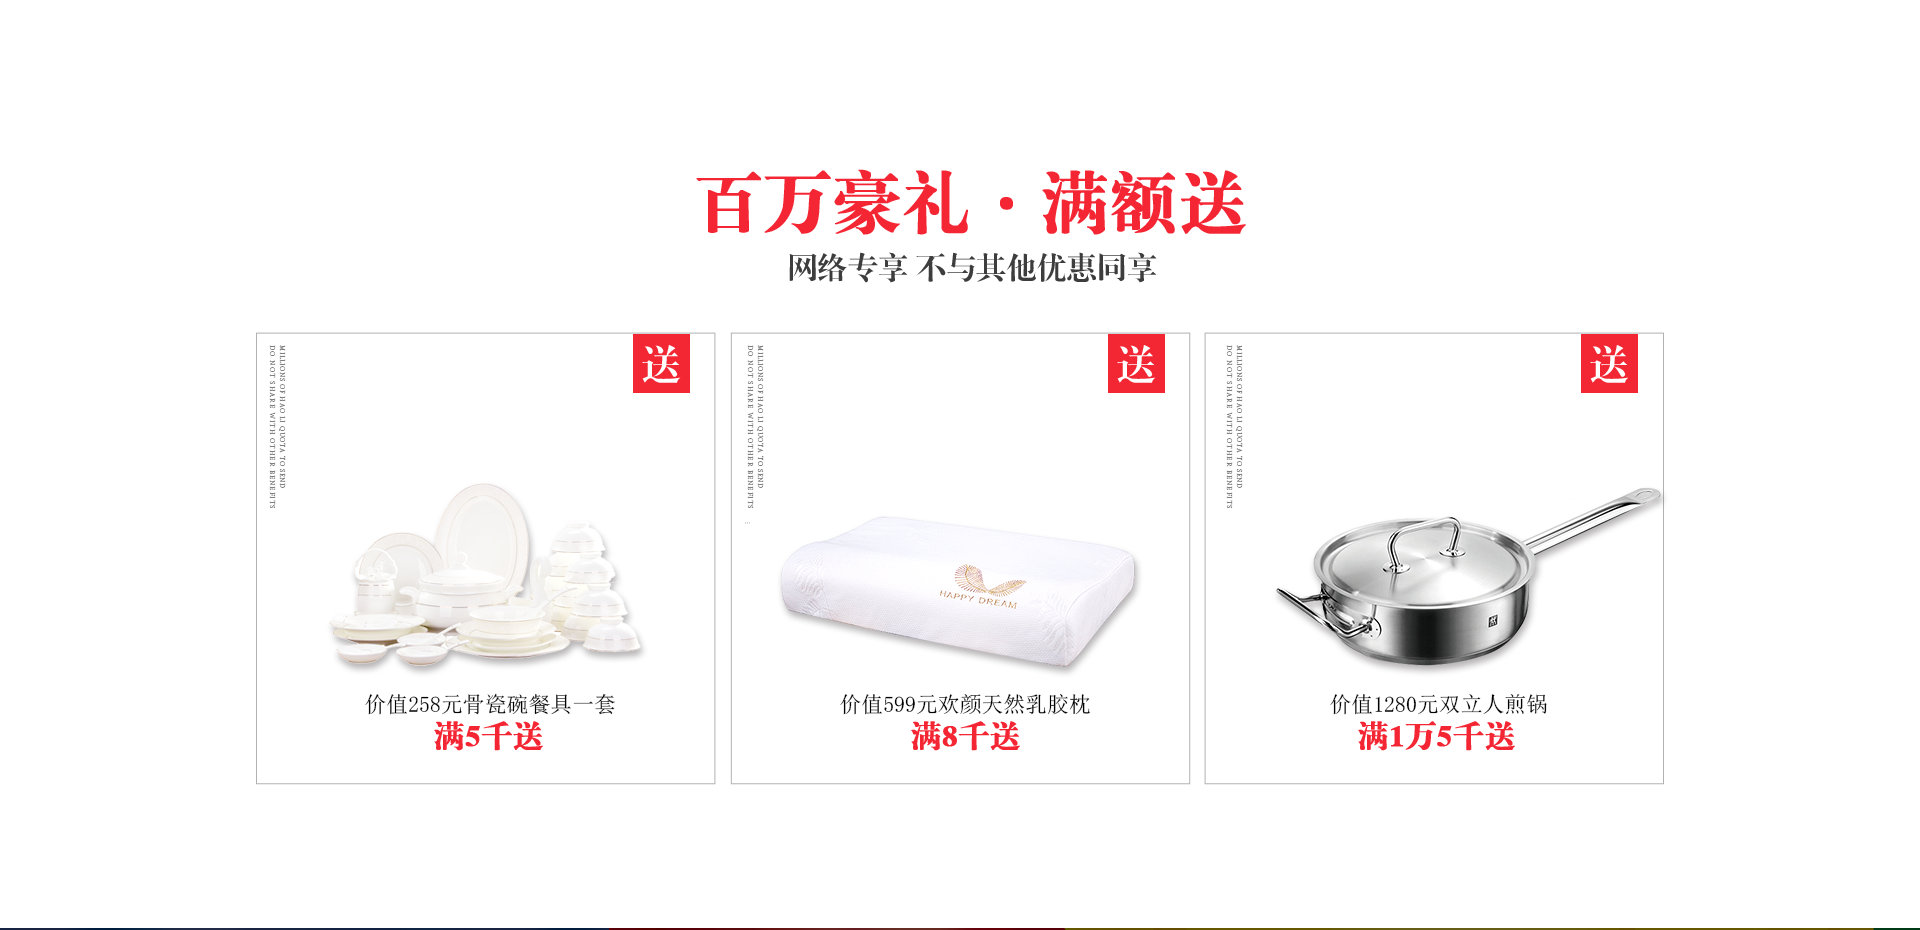 百万豪礼·满额送
网络专享 不与其他优惠同享
送
MILLIONS OF HAO LI QUOTA TO SEND
DO NOT SHARE WITH OTHER BENEFITS
价值258元骨瓷碗餐具一套
满5千送
送
MILLIONS OF HAO LI QUOTA TO SEND
DO NOT SHARE WITH OTHER BENEFITS
...
HAPPY DREAM
价值599元欢颜天然乳胶枕
满8千送
送
MILLIONS OF HAO LI QUOTA TO SEND
DO NOT SHARE WITH OTHER BENEFITS
价值1280元双立人煎锅
满1万5千送